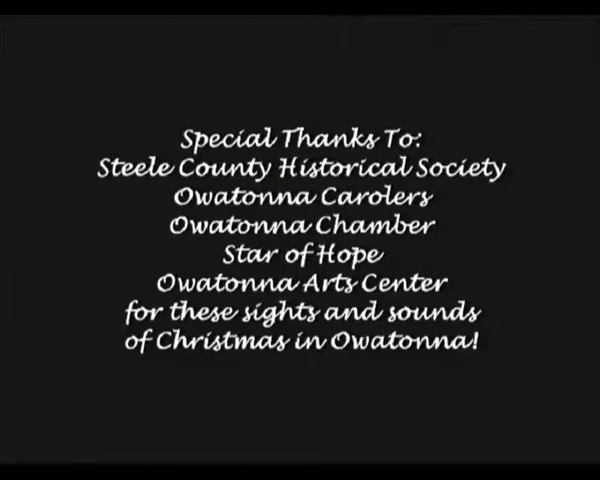 Special Thanks To:
Steele County Historical Society
Owatonna Carolers
Owatonna Chamber
Star of Hope
Owatonna Arts Center
for these sights and sounds
of Christmas in Owatonna!